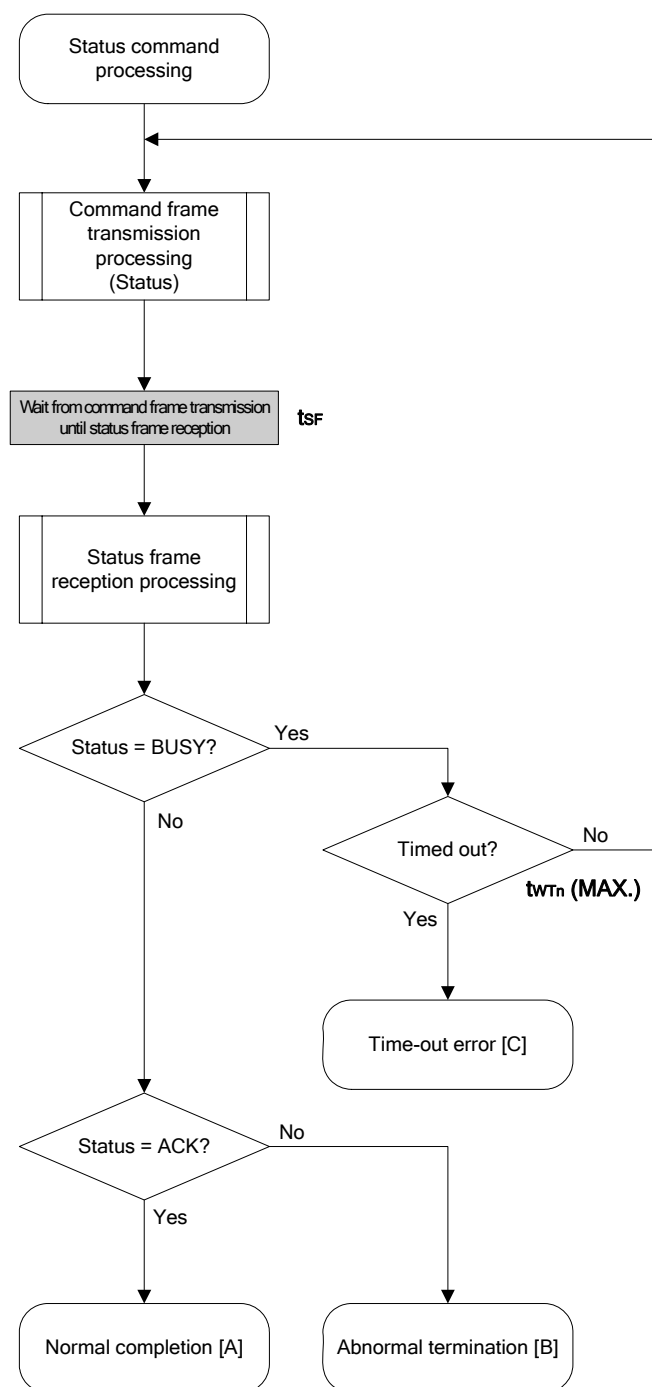 Status command
processing
Command frame
transmission
processing
(Status)
Wait from command frame transmission
until status frame reception
tSF
Status frame
reception processing
Status = BUSY?
Yes
No
Timed out?
No
tWTn (MAX.)
Yes
Time-out error [C]
Status = ACK?
No
Yes
Normal completion [A]
Abnormal termination [B]